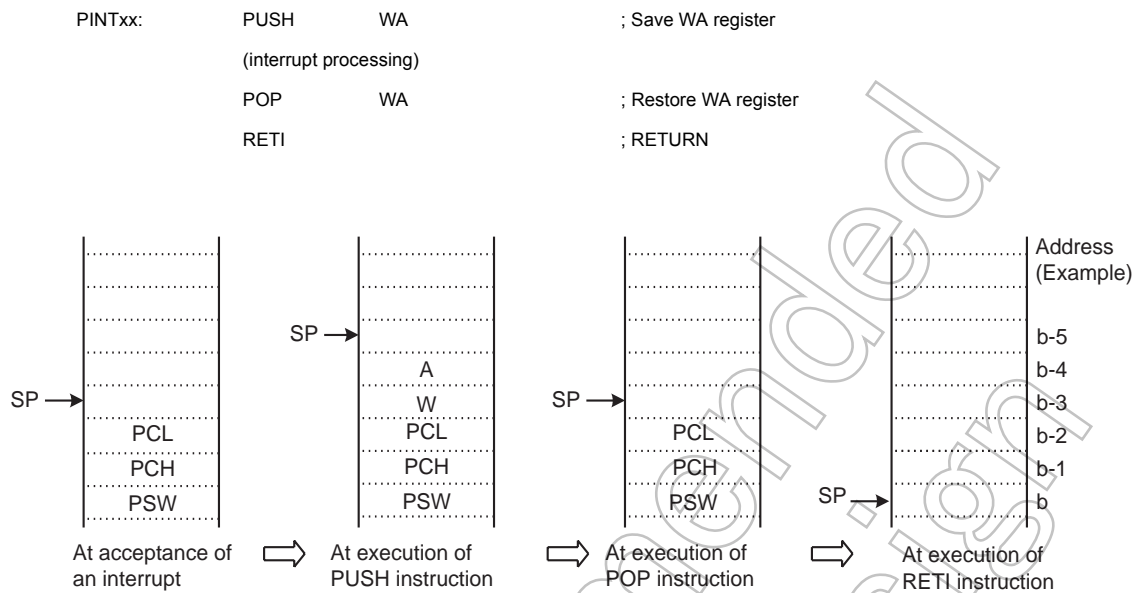 PINTxx: PUSH WA ; Save WA register
(interrupt processing)
POP WA ; Restore WA register
RETI ; RETURN
Address
(Example)
SP
b-5
A
b-4
SP
W
SP
b-3
PCL
PCL
PCL
b-2
PCH
PCH
PCH
b-1
PSW
PSW
PSW
SP
b
At acceptance of
an interrupt
At execution of
PUSH instruction
At execution of
POP instruction
At execution of
RETI instruction